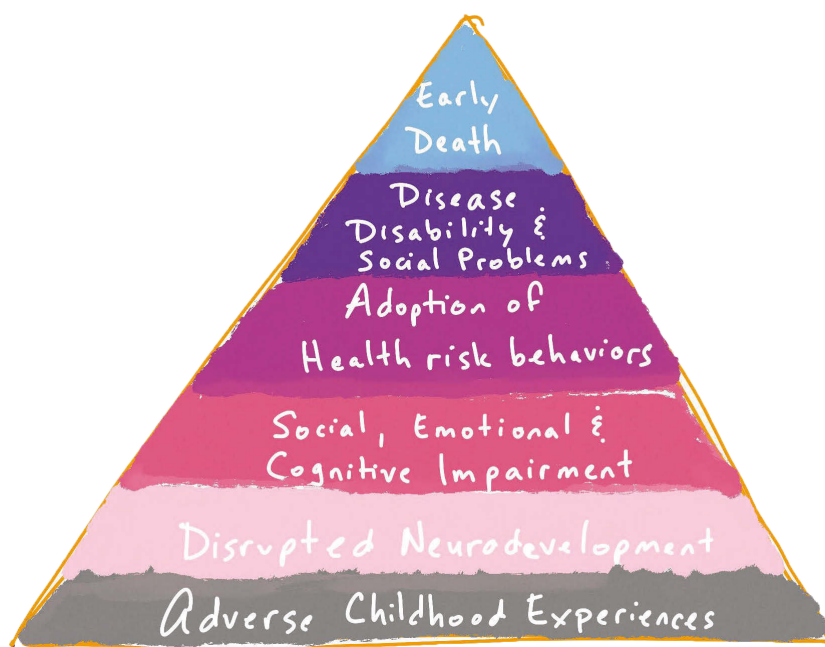 Early
Death
Disease
Disability &
Social Problems
Adoption of
Health risk behaviors
Social, Emotional &
Cognitive Impairment
Disrupted Neurodevelopment
Adverse Childhood Experiences